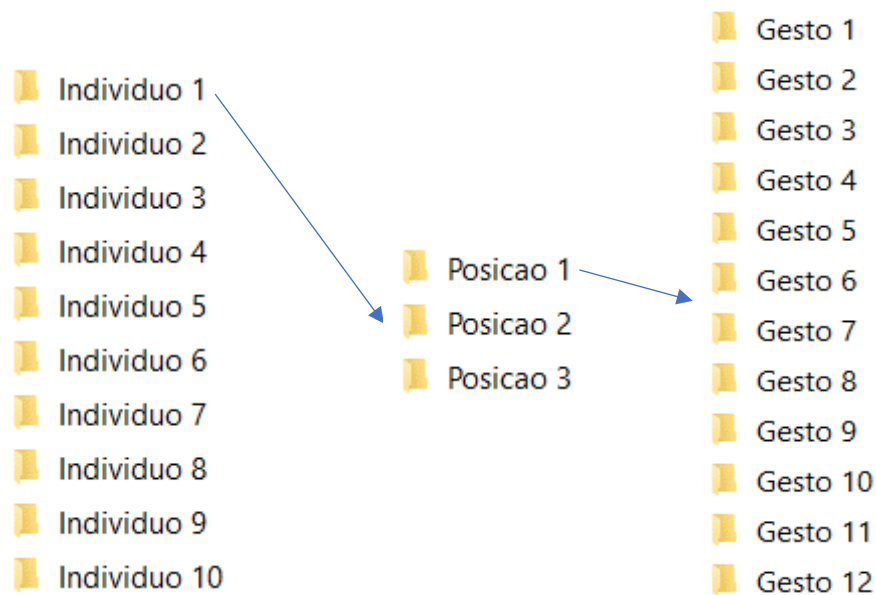 Individuo 1
Individuo 2
Individuo 3
Individuo 4
Individuo 5
Individuo 6
Individuo 7
Individuo 8
Individuo 9
Individuo 10
Posicao 1
Posicao 2
Posicao 3
Gesto 1
Gesto 2
Gesto 3
Gesto 4
Gesto 5
Gesto 6
Gesto 7
Gesto 8
Gesto 9
Gesto 10
Gesto 11
Gesto 12